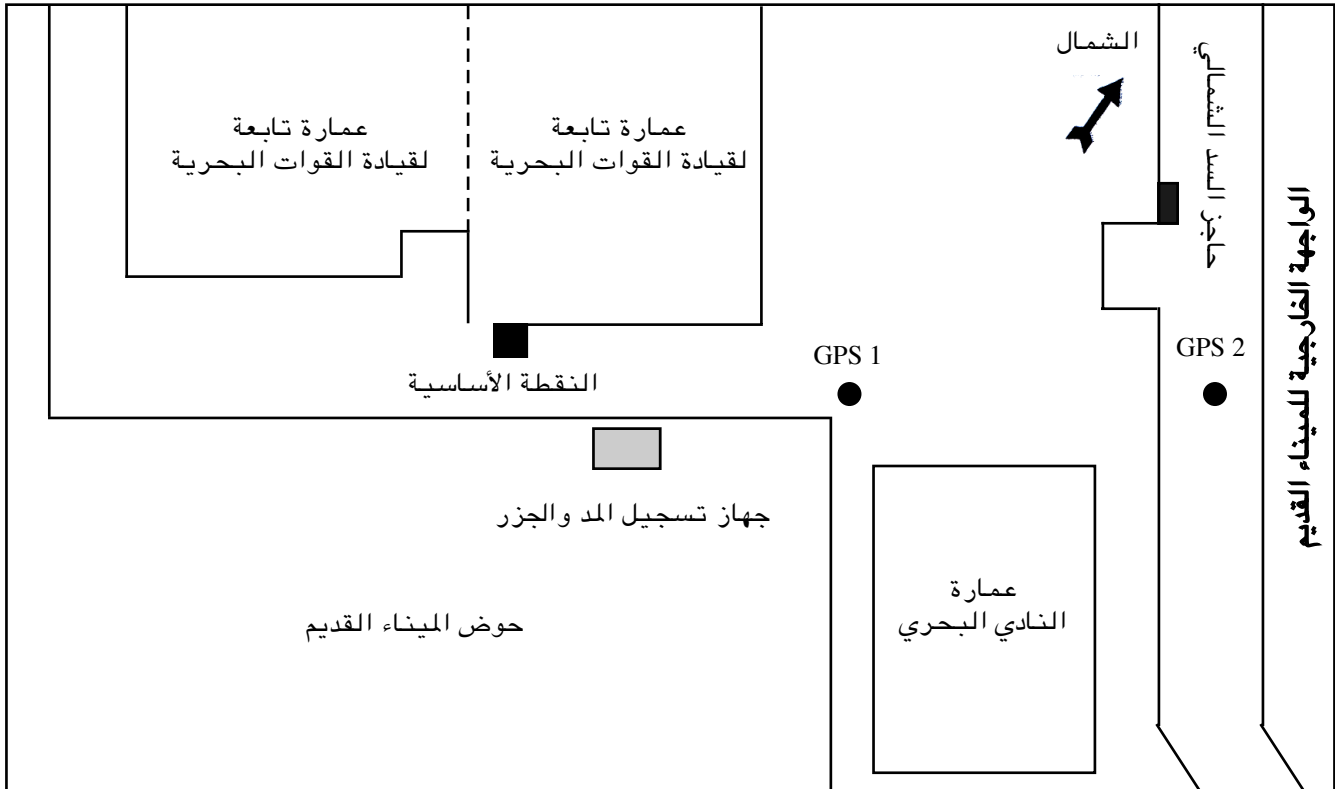 الشمال
عمارة تابعة
لقيادة القوات البحرية
عمارة تابعة
لقيادة القوات البحرية
حاجز السد الشمالي
الواجهة الخارجية للميناء القديم
GPS 1
GPS 2
النقطة الأساسية
جهاز تسجيل المد والجزر
حوض الميناء القديم
عمارة
النادي البحري